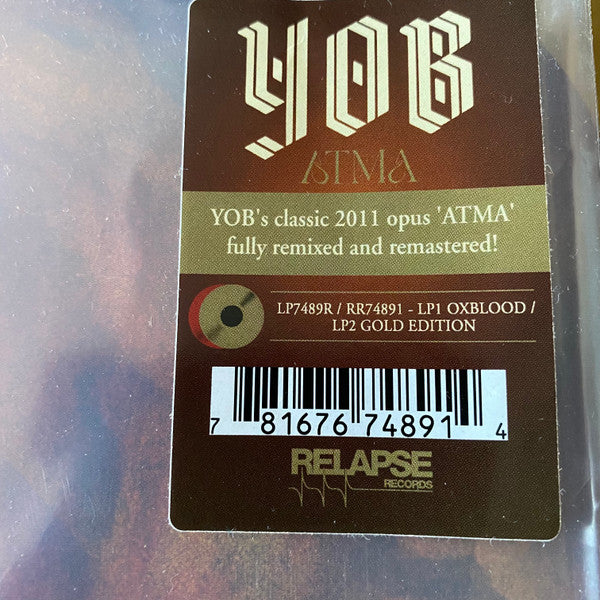 YOB
ATMA
YOB's classic 2011 opus 'ATMA'
fully remixed and remastered!
LP7489R / RR74891 - LP1 OXBLOOD /
LP2 GOLD EDITION
7 81676 74891 4
RELAPSE
RECORDS